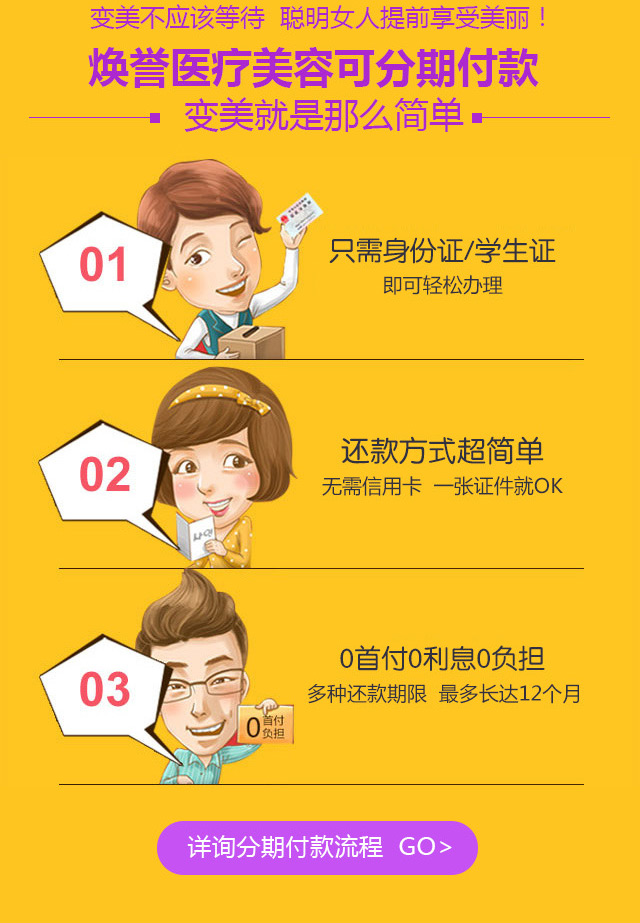 变美不应该等待 聪明女人提前享受美丽！
焕誉医疗美容可分期付款
变美就是那么简单
01
只需身份证/学生证
即可轻松办理
02
还款方式超简单
无需信用卡 一张证件就OK
03
0首付0利息0负担
多种还款期限 最多长达12个月
0首付
负担
详询分期付款流程 GO>